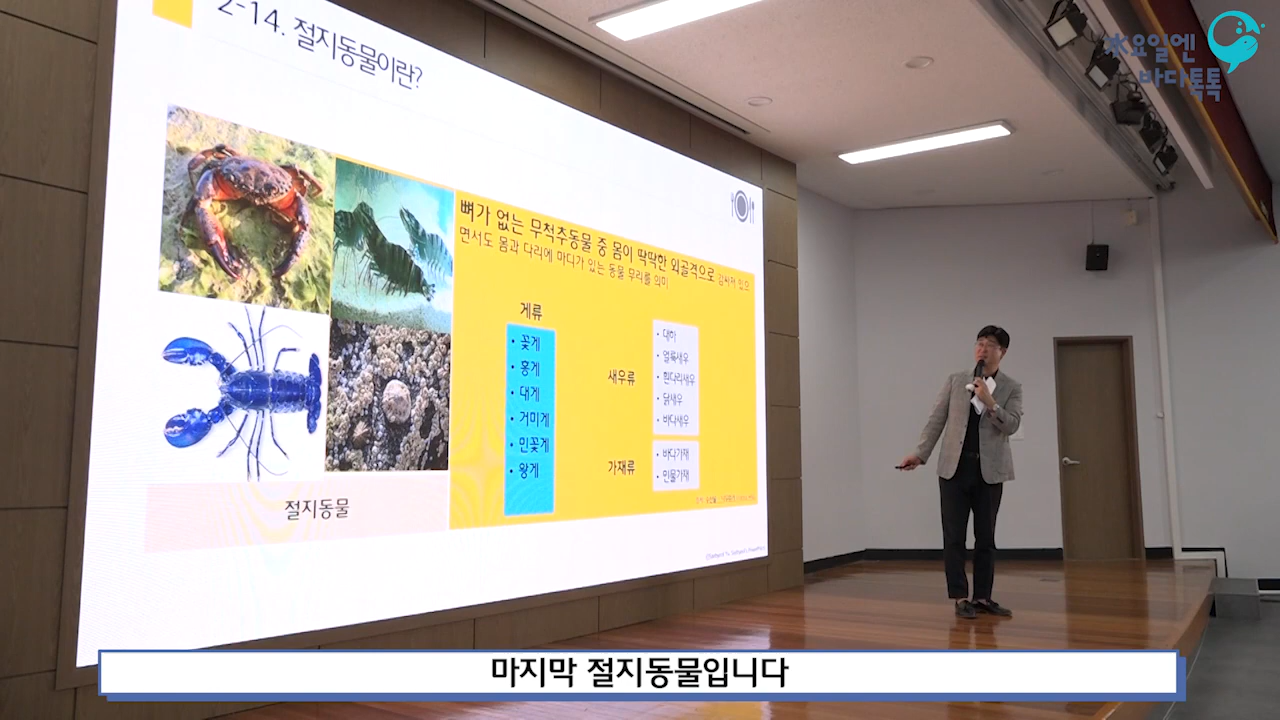 水요일엔
바다톡톡
2-14. 절지동물이란?
뼈가 없는 무척추동물 중 몸이 딱딱한 외골격으로 감싸져 있으
면서도 몸과 다리에 마디가 있는 동물 무리를 의미
게류
• 꽃게
• 홍게
• 대게
• 거미게
• 민꽃게
• 왕게
새우류
• 대하
• 얼룩새우
• 흰다리새우
• 닭새우
• 바다새우
가재류
• 바다가재
• 민물가재
절지동물
마지막 절지동물입니다